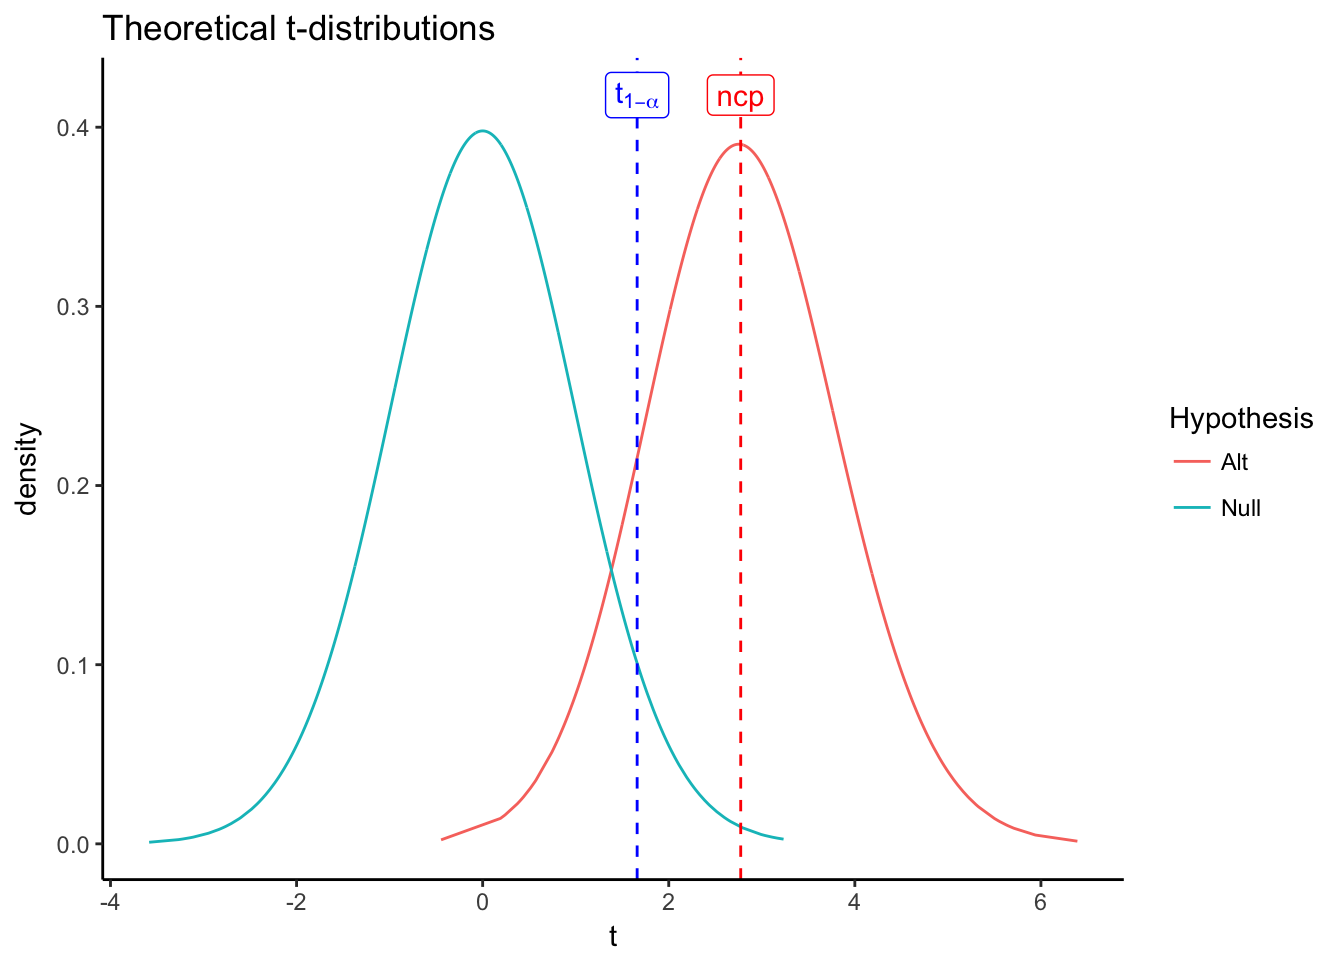 Theoretical t-distributions
t₁₋α
ncp
density
0.4
0.3
0.2
0.1
0.0
-4 -2 0 2 4 6
t
Hypothesis
Alt
Null